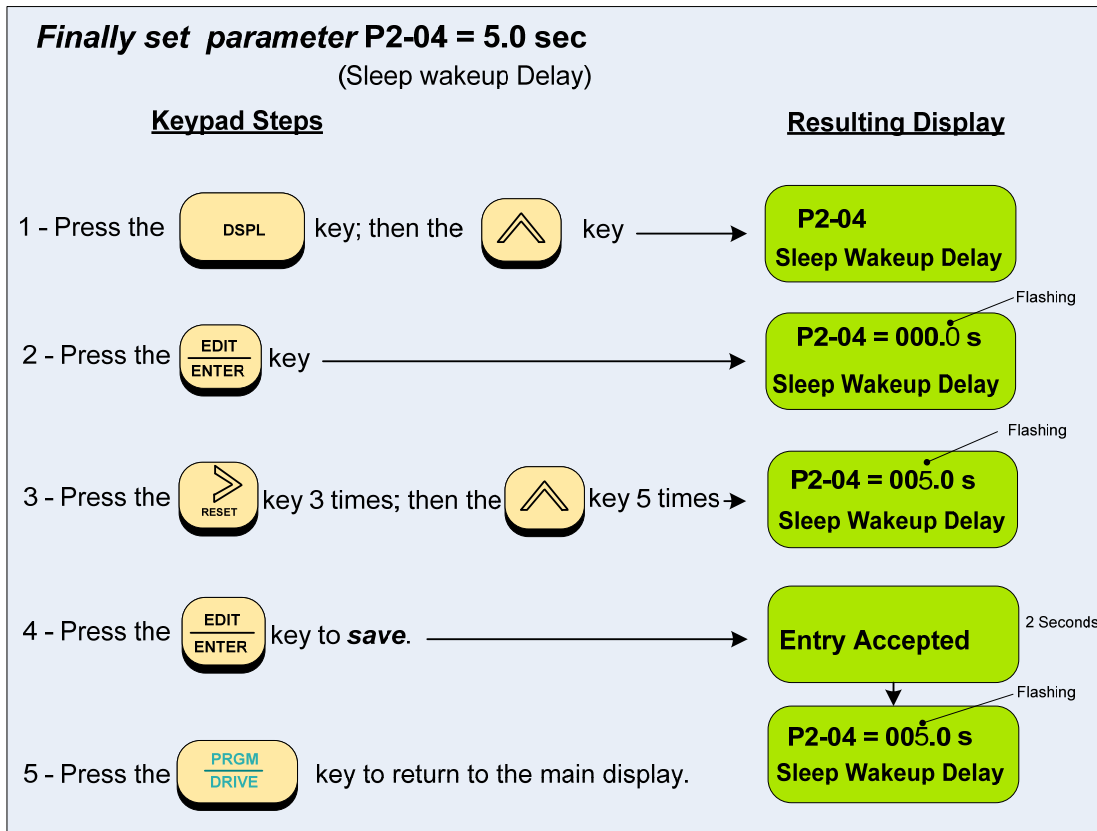 Finally set parameter P2-04 = 5.0 sec
(Sleep wakeup Delay)
Keypad Steps
Resulting Display
1 - Press the DSPL key; then the key
P2-04
Sleep Wakeup Delay
Flashing
2 - Press the EDIT ENTER key
P2-04 = 000.0 s
Sleep Wakeup Delay
Flashing
3 - Press the RESET key 3 times; then the key 5 times
P2-04 = 005.0 s
Sleep Wakeup Delay
4 - Press the EDIT ENTER key to save.
Entry Accepted
2 Seconds
Flashing
5 - Press the PRGM DRIVE key to return to the main display.
P2-04 = 005.0 s
Sleep Wakeup Delay